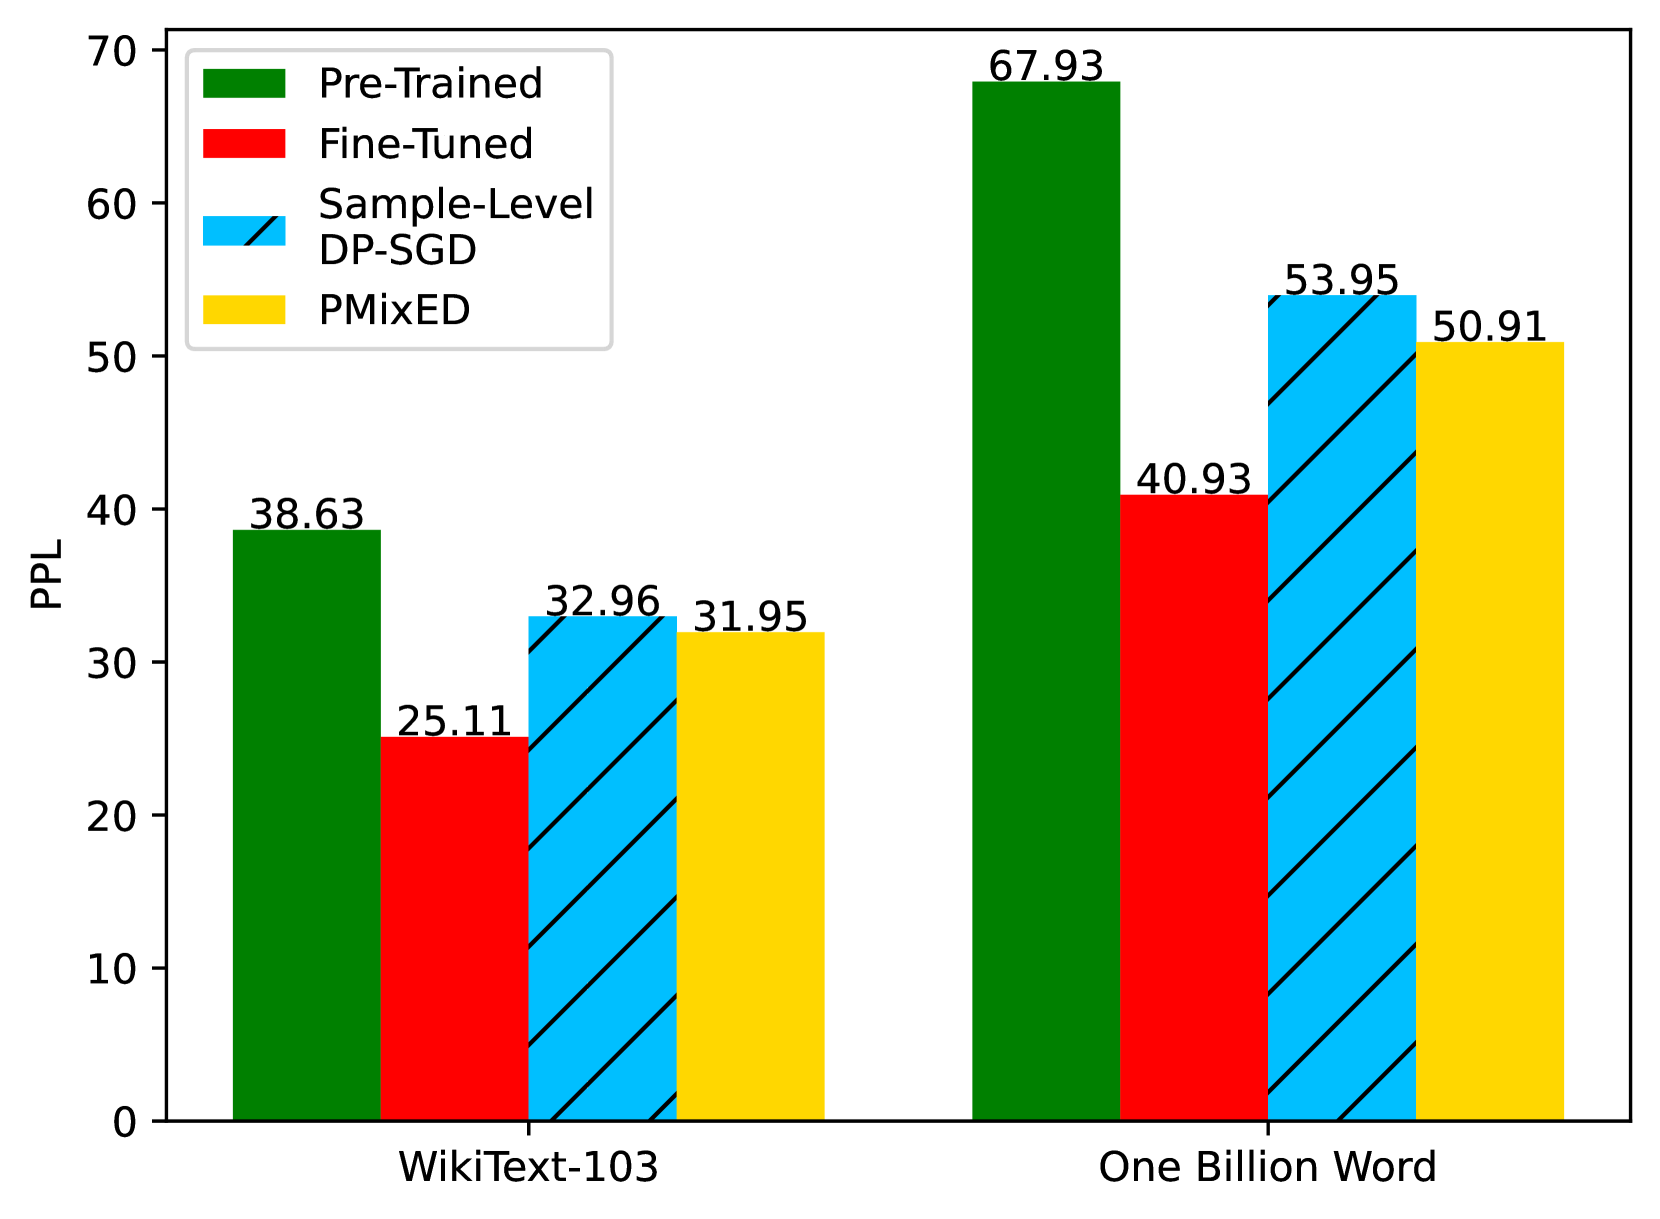 70
60
50
40
30
20
10
0
PPL
Pre-Trained
Fine-Tuned
Sample-Level
DP-SGD
PMixED
38.63
25.11
32.96
31.95
67.93
40.93
53.95
50.91
WikiText-103
One Billion Word